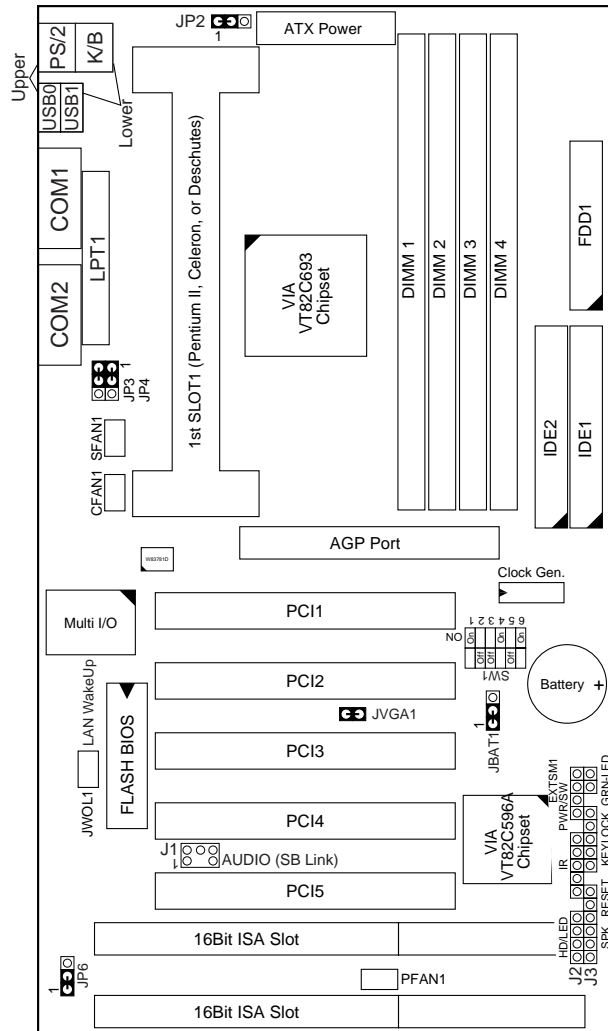 JP2
1
ATX Power
Upper
PS/2
K/B
USB0
USB1
Lower
COM1
COM2
LPT1
1st SLOT1 (Pentium II, Celeron, or Deschutes)
VIA
VT82C693
Chipset
DIMM 1
DIMM 2
DIMM 3
DIMM 4
FDD1
IDE2
IDE1
1
JP3
JP4
SFAN1
CFAN1
AGP Port
W83781D
Clock Gen.
Multi I/O
PCI1
ON
1 2 3 4 5 6
On
Off
Off
On
Off
On
SW1
PCI2
Battery +
LAN WakeUp
JWOL1
FLASH BIOS
JVGA1
1
JBAT1
PCI3
EXTSM1
PWR/SW
IR
HD/LED
J2
GRN-LED
KEYLOCK
RESET
SPK
J3
VIA
VT82C596A
Chipset
PCI4
J1
1
AUDIO (SB Link)
PCI5
16Bit ISA Slot
1
JP6
PFAN1
16Bit ISA Slot